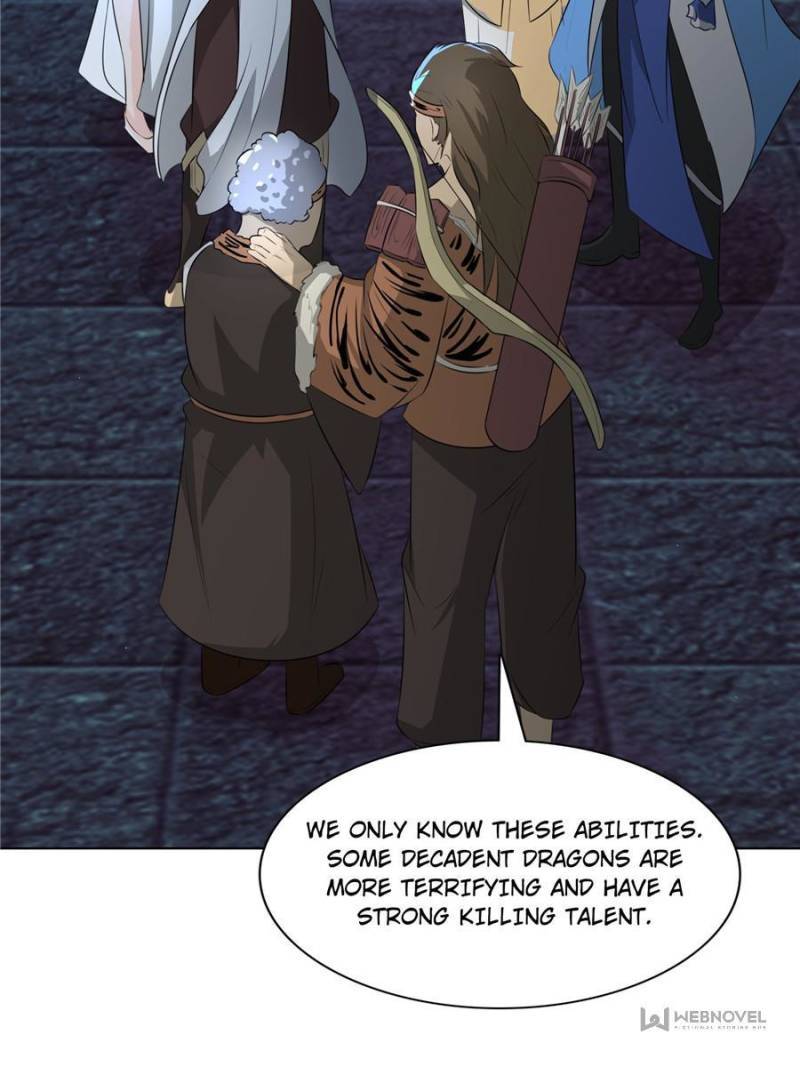 WE ONLY KNOW THESE ABILITIES.
SOME DECADENT DRAGONS ARE
MORE TERRIFYING AND HAVE A
STRONG KILLING TALENT.
WEBNOVEL